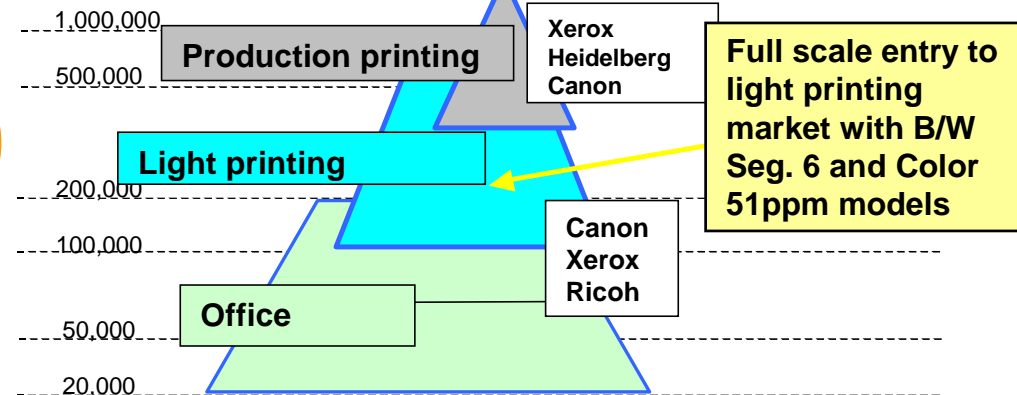 1,000,000
Production printing
500,000
Xerox
Heidelberg
Canon
Full scale entry to
light printing
market with B/W
Seg. 6 and Color
51ppm models
Light printing
200,000
100,000
Canon
Xerox
Ricoh
Office
50,000
20,000